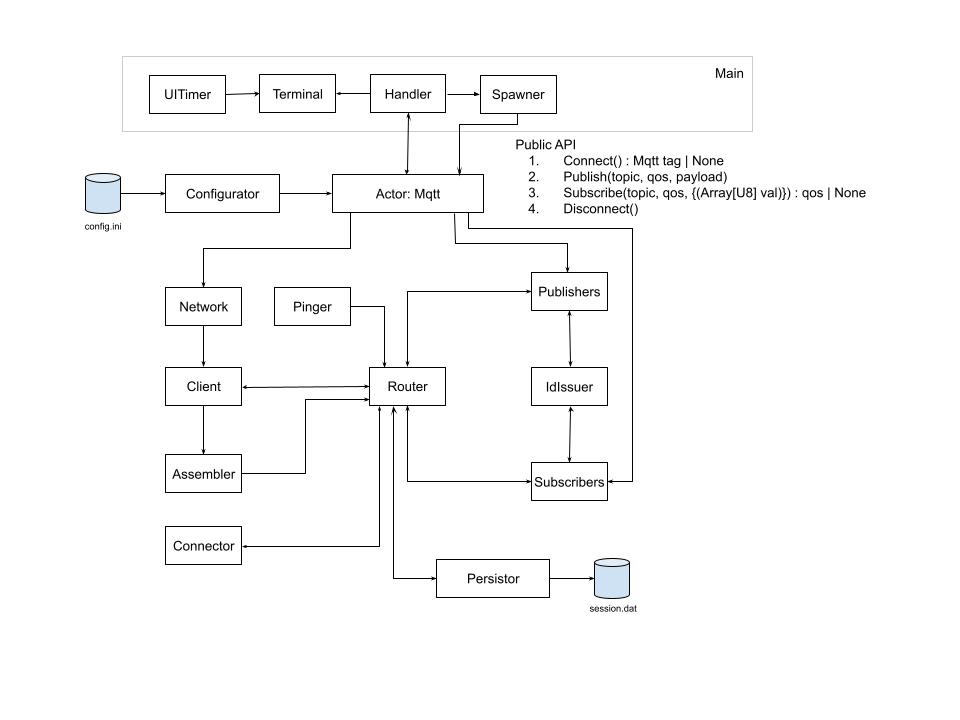 Main
UITimer
Terminal
Handler
Spawner
Public API
1. Connect() : Mqtt tag | None
2. Publish(topic, qos, payload)
3. Subscribe(topic, qos, {(Array[U8] val)}) : qos | None
4. Disconnect()
config.ini
Configurator
Actor: Mqtt
Network
Pinger
Publishers
Client
Router
IdIssuer
Assembler
Subscribers
Connector
Persistor
session.dat